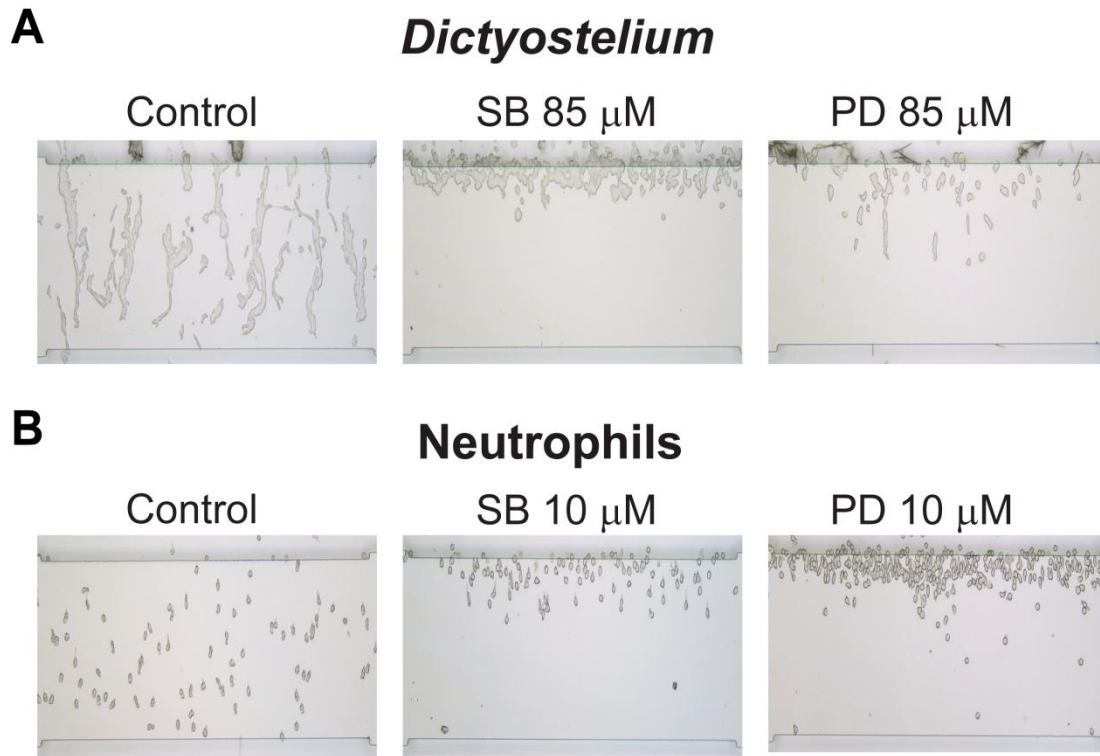 A
Dictyostelium
Control SB 85 μM PD 85 μM
B
Neutrophils
Control SB 10 μM PD 10 μM